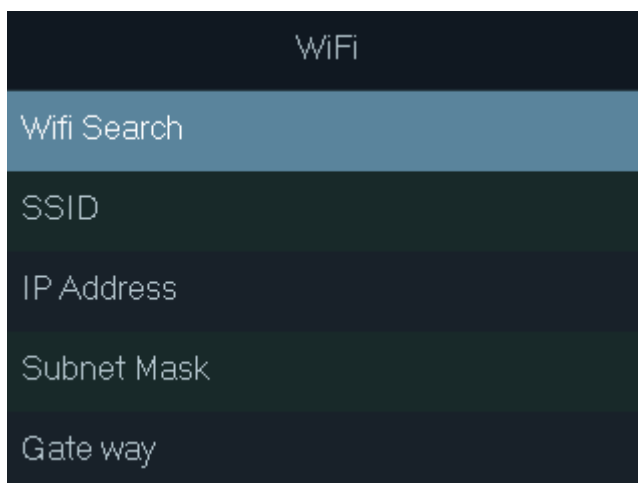 WiFi
Wifi Search
SSID
IP Address
Subnet Mask
Gate way